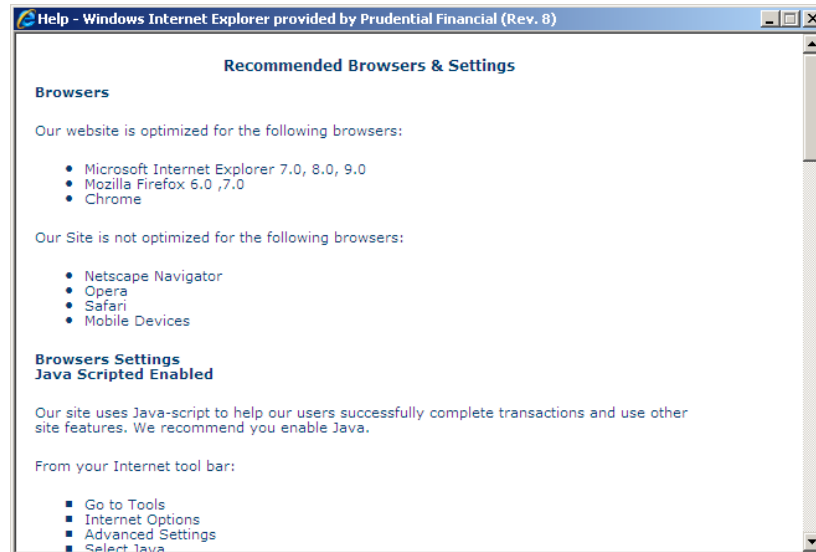 Help - Windows Internet Explorer provided by Prudential Financial (Rev. 8)
Recommended Browsers & Settings
Browsers
Our website is optimized for the following browsers:
Microsoft Internet Explorer 7.0, 8.0, 9.0
Mozilla Firefox 6.0 ,7.0
Chrome
Our Site is not optimized for the following browsers:
Netscape Navigator
Opera
Safari
Mobile Devices
Browsers Settings
Java Scripted Enabled
Our site uses Java-script to help our users successfully complete transactions and use other
site features. We recommend you enable Java.
From your Internet tool bar:
Go to Tools
Internet Options
Advanced Settings
Select Java